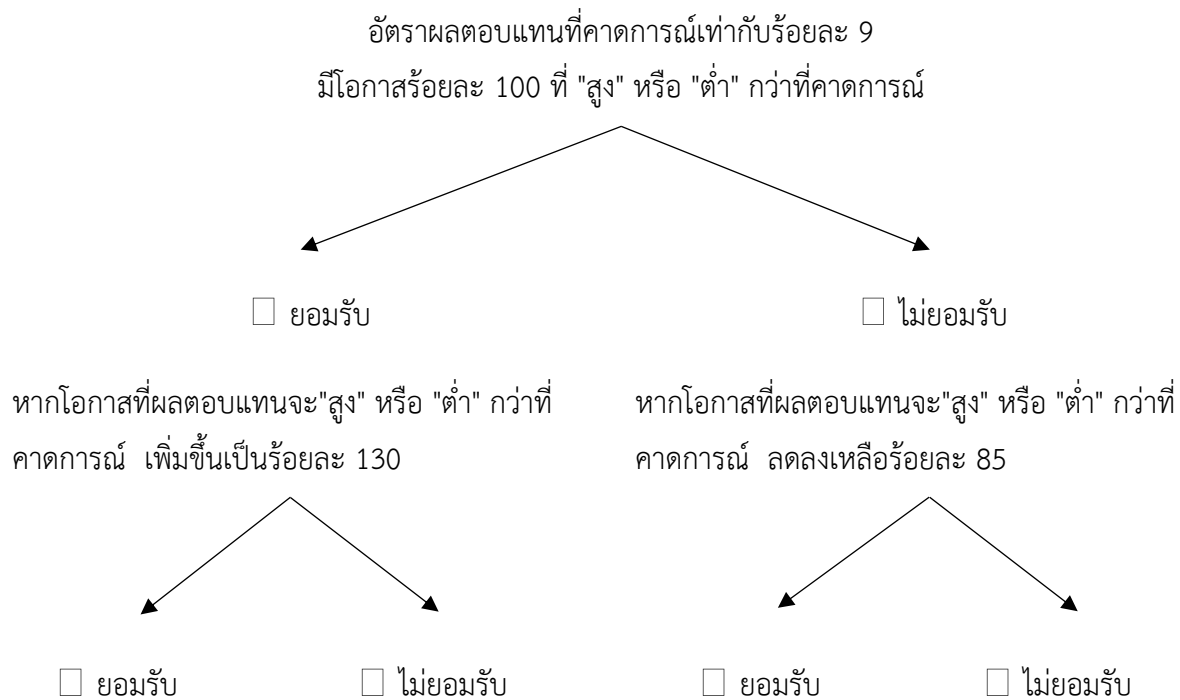 อัตราผลตอบแทนที่คาดการณ์เท่ากับร้อยละ 9
มีโอกาสร้อยละ 100 ที่ "สูง" หรือ "ต่ำ" กว่าที่คาดการณ์
☐ ยอมรับ
☐ ไม่ยอมรับ
หากโอกาสที่ผลตอบแทนจะ"สูง" หรือ "ต่ำ" กว่าที่
คาดการณ์ เพิ่มขึ้นเป็นร้อยละ 130
หากโอกาสที่ผลตอบแทนจะ"สูง" หรือ "ต่ำ" กว่าที่
คาดการณ์ ลดลงเหลือร้อยละ 85
☐ ยอมรับ
☐ ไม่ยอมรับ
☐ ยอมรับ
☐ ไม่ยอมรับ